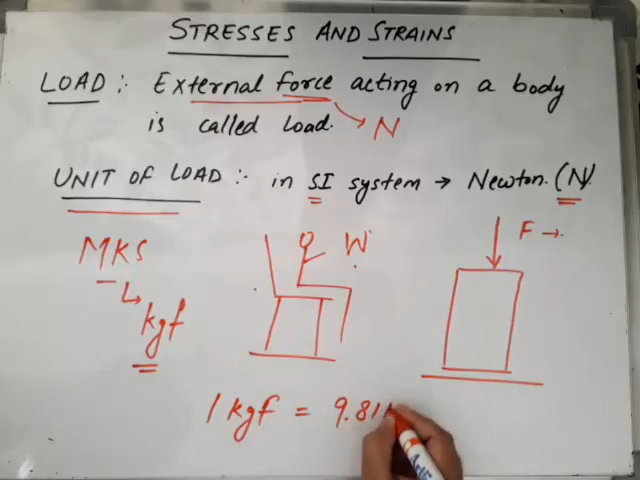 STRESSES AND STRAINS
LOAD :- External force acting on a body
is called Load. → N
UNIT OF LOAD :- in SI system → Newton. (N).
MKS
kgf
W
F →
1 kgf = 9.81